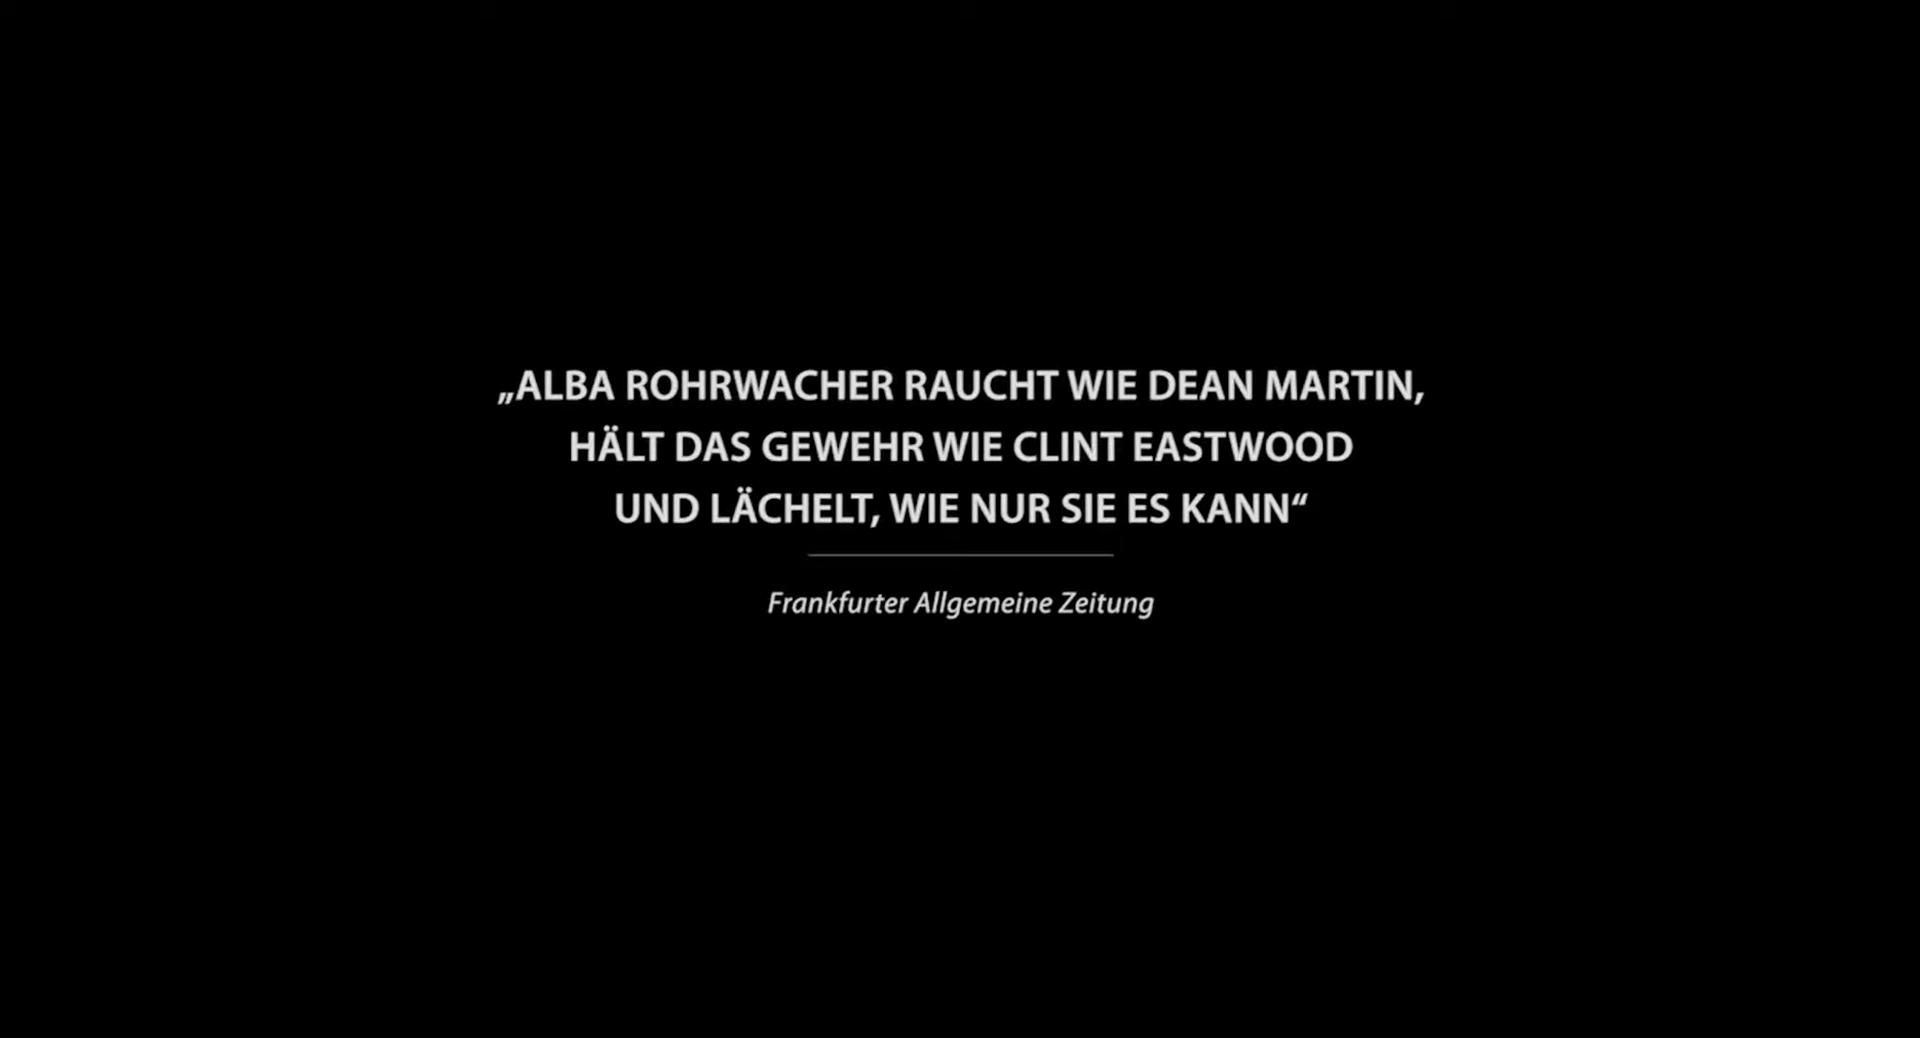 „ALBA ROHRWACHER RAUCHT WIE DEAN MARTIN,
HÄLT DAS GEWEHR WIE CLINT EASTWOOD
UND LÄCHELT, WIE NUR SIE ES KANN“
Frankfurter Allgemeine Zeitung